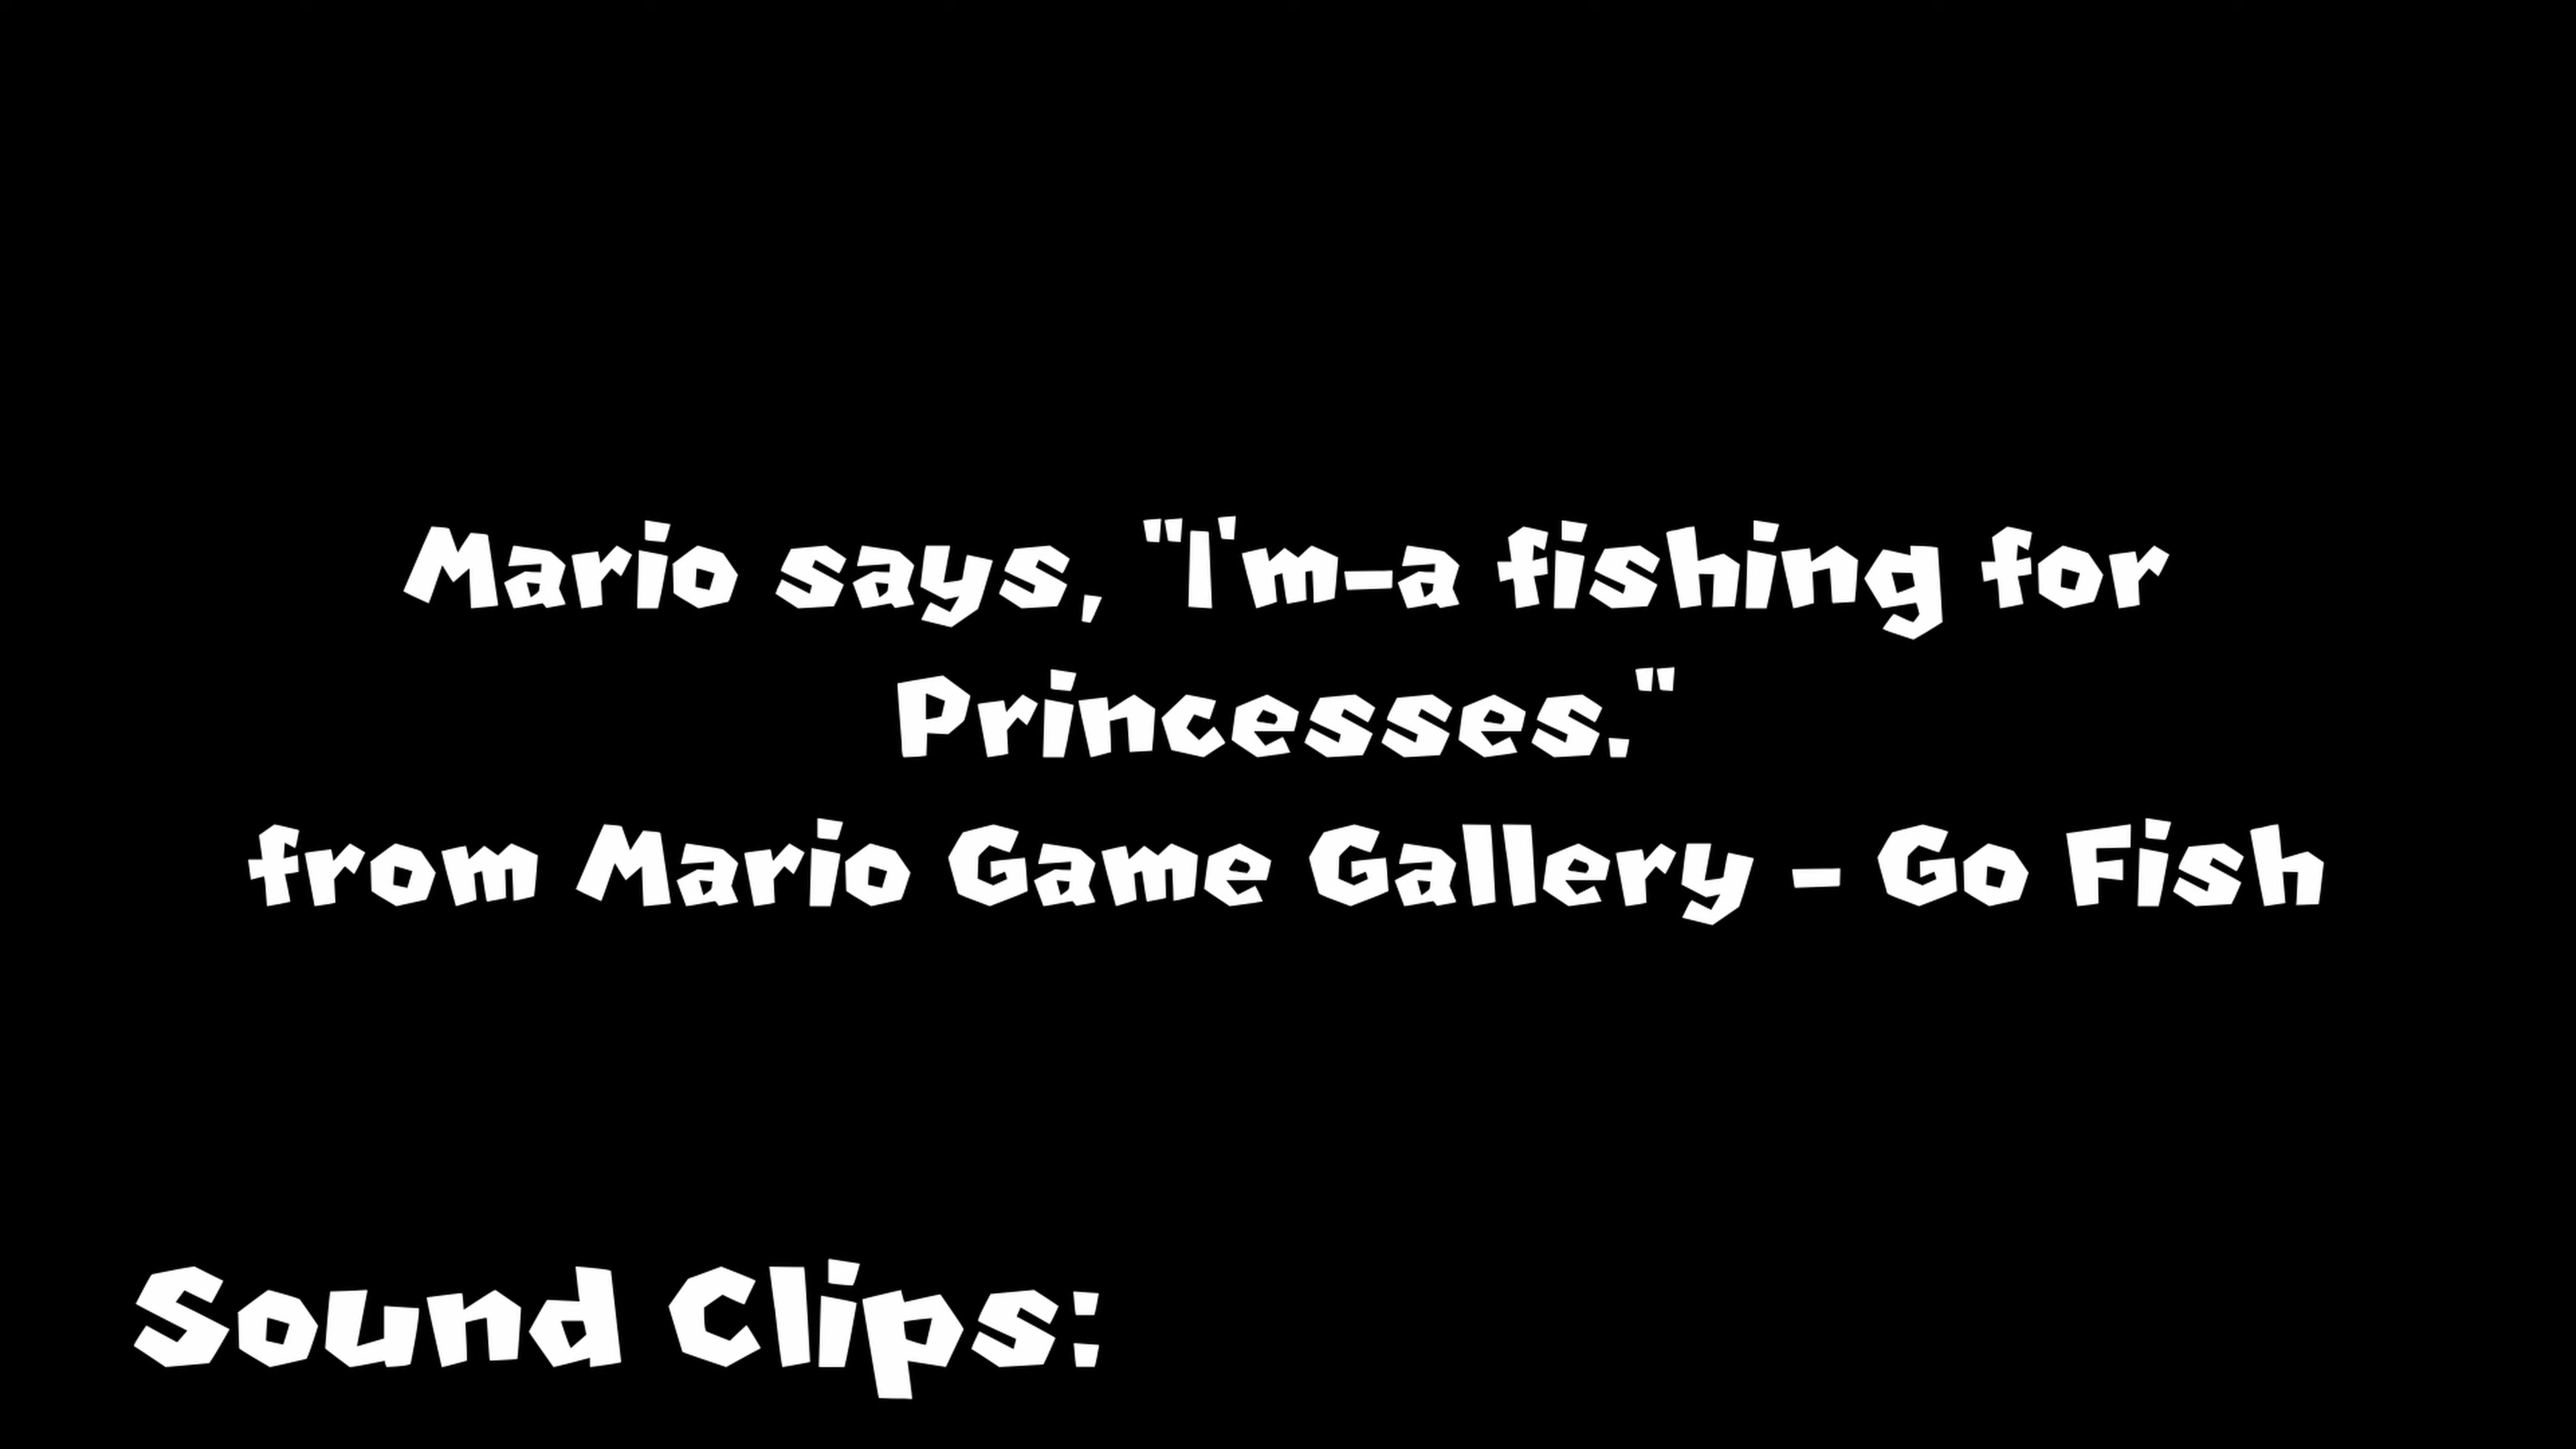 Mario says, "I'm-a fishing for
Princesses."
from Mario Game Gallery - Go Fish
Sound Clips: